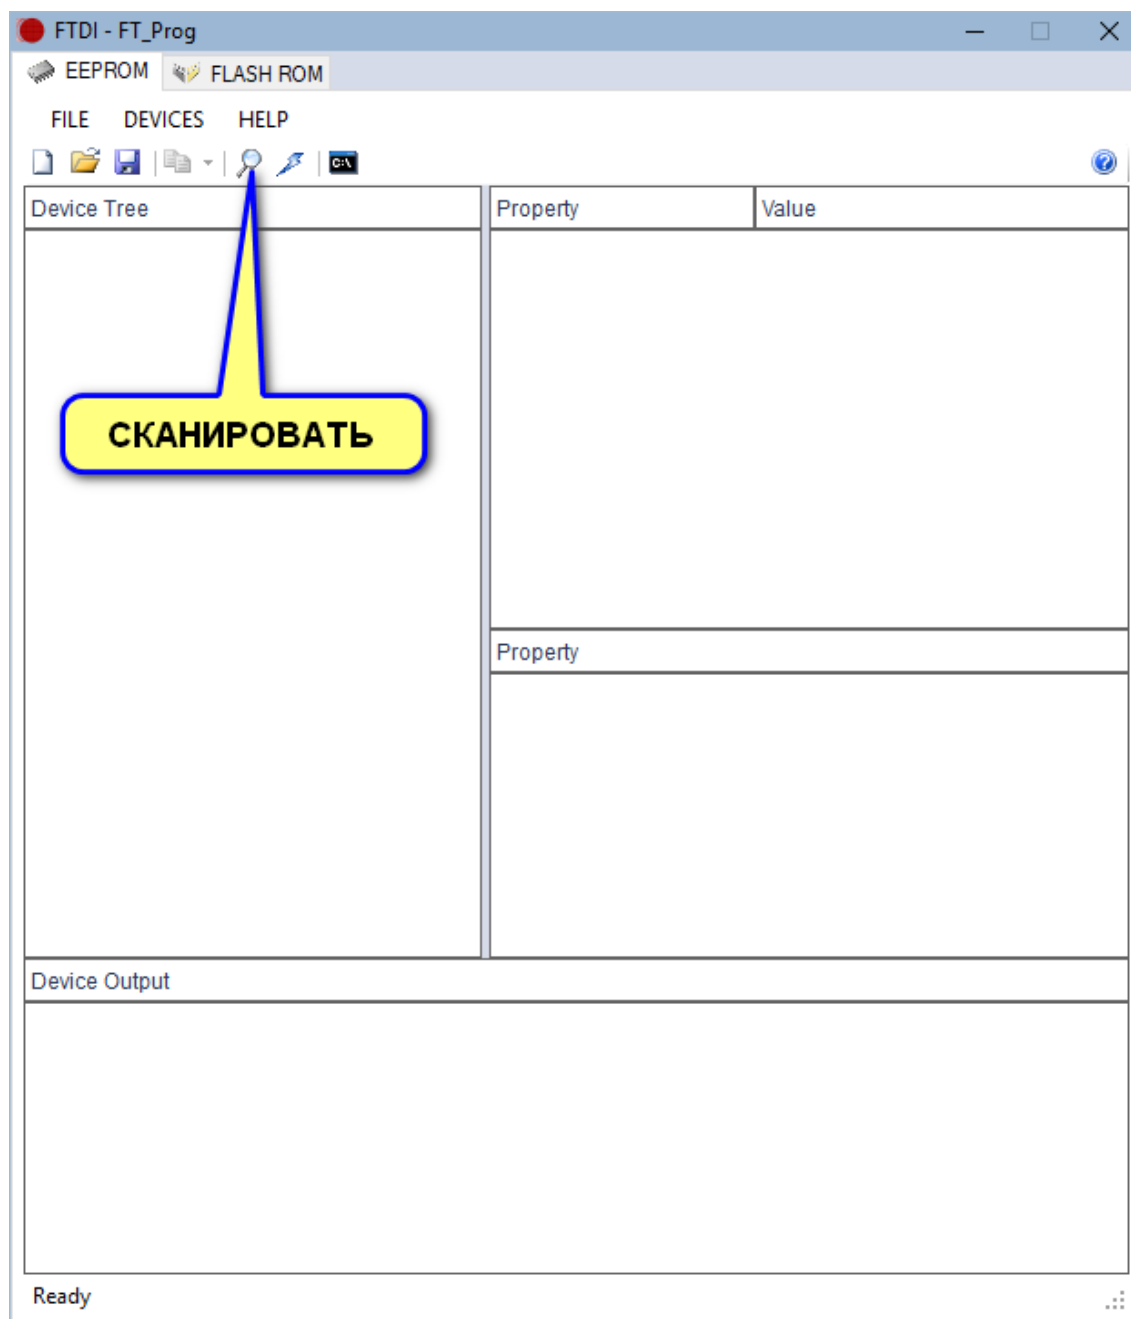 FTDI - FT_Prog
EEPROM FLASH ROM
FILE DEVICES HELP
C:\
Device Tree Property Value
СКАНИРОВАТЬ
Property
Device Output
Ready